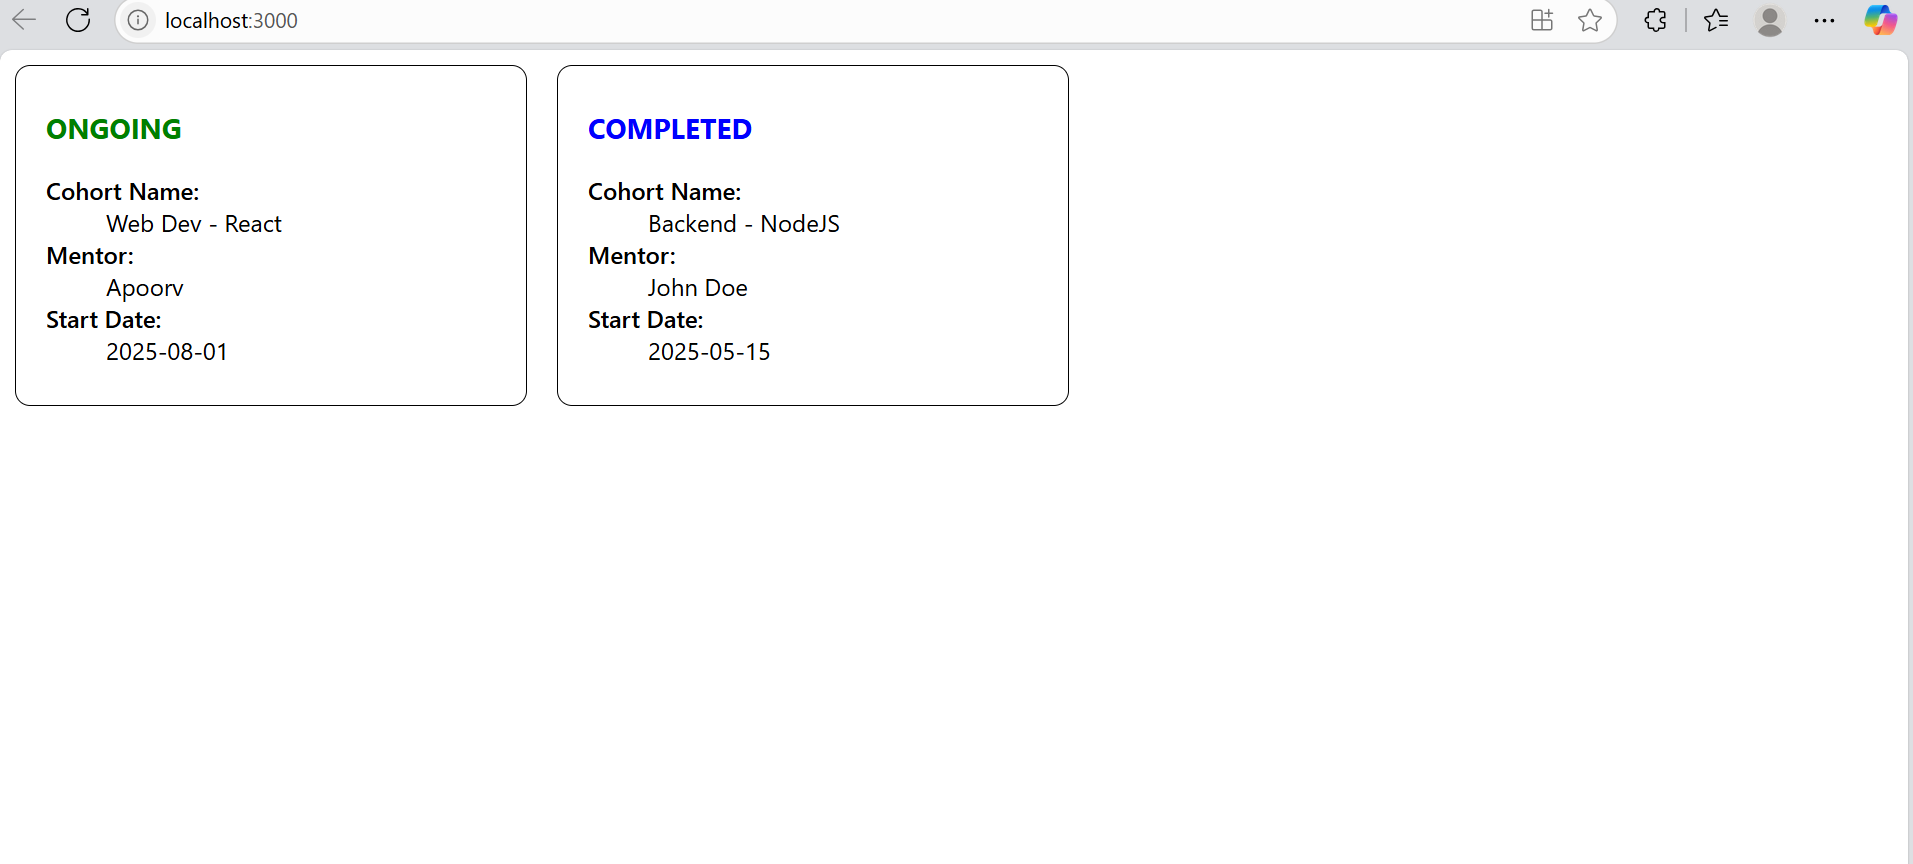 localhost:3000
ONGOING
Cohort Name:
Web Dev - React
Mentor:
Apoorv
Start Date:
2025-08-01
COMPLETED
Cohort Name:
Backend - NodeJS
Mentor:
John Doe
Start Date:
2025-05-15